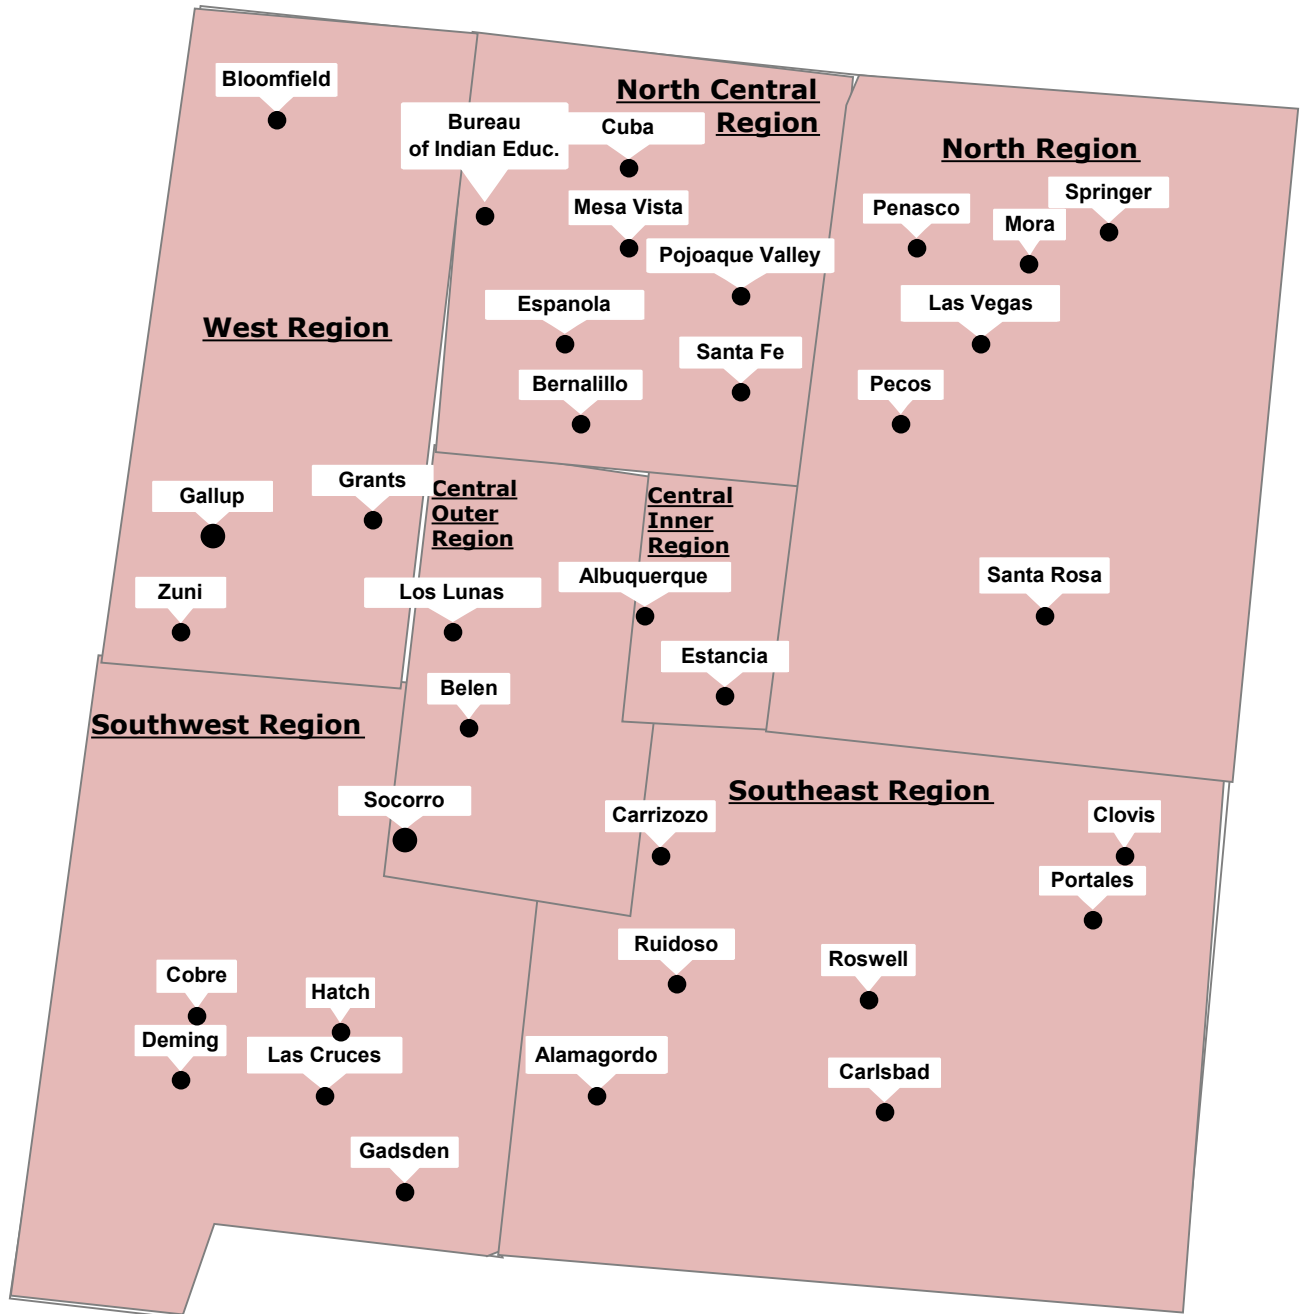 Bloomfield
North Central
Region
Bureau
of Indian Educ.
Cuba
North Region
Mesa Vista
Penasco
Springer
Mora
Pojoaque Valley
Las Vegas
Espanola
West Region
Santa Fe
Bernalillo
Pecos
Grants
Gallup
Central
Outer
Region
Central
Inner
Region
Albuquerque
Santa Rosa
Zuni
Los Lunas
Estancia
Belen
Southwest Region
Southeast Region
Socorro
Carrizozo
Clovis
Portales
Ruidoso
Roswell
Cobre
Hatch
Deming
Las Cruces
Alamagordo
Carlsbad
Gadsden